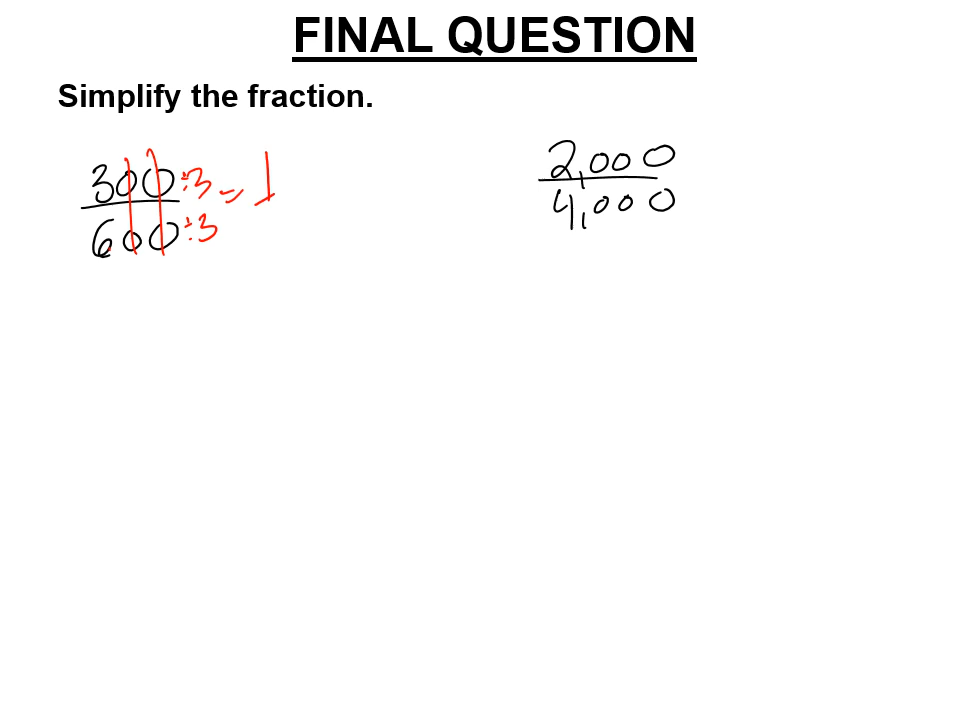 FINAL QUESTION
Simplify the fraction.
300 ÷3 = 1
600 ÷3
2,000
4,000